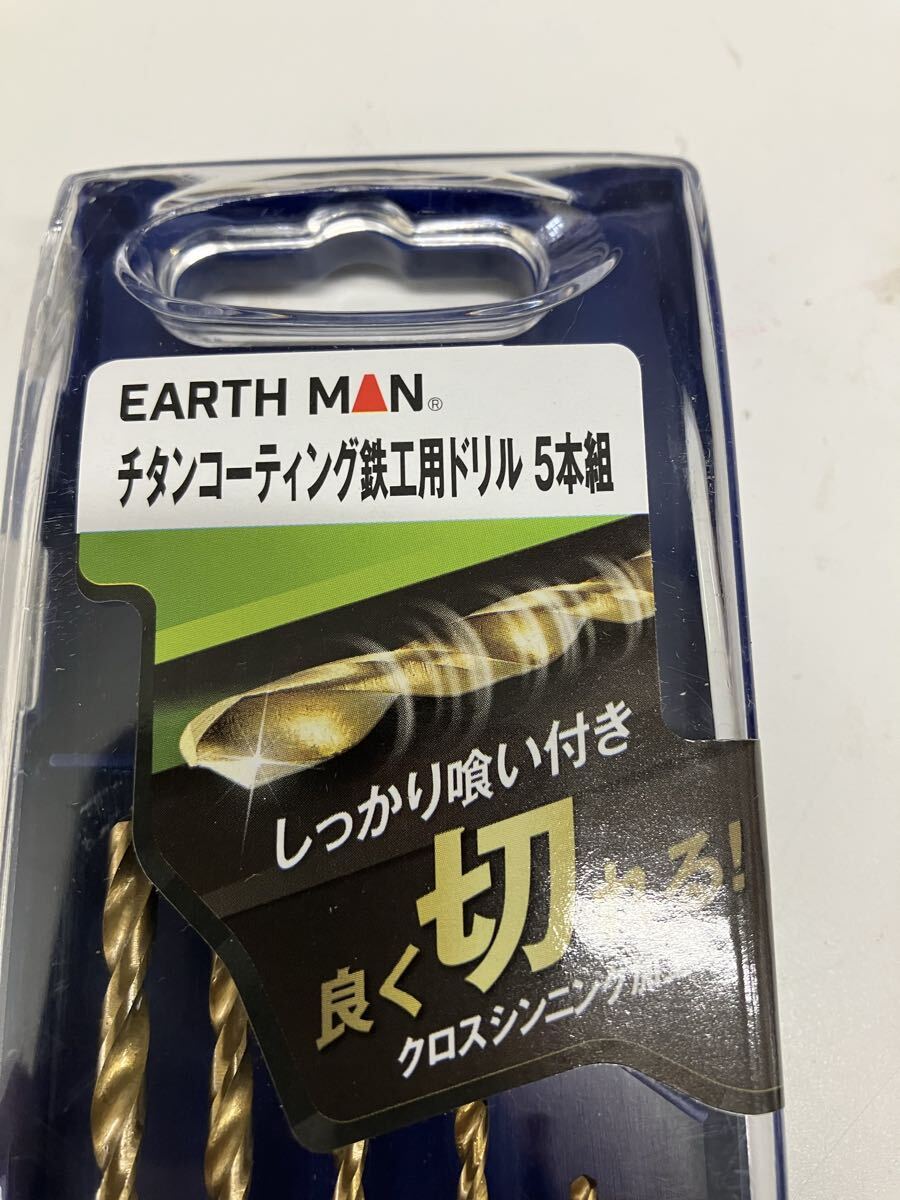 EARTH MAN®
チタンコーティング鉄工用ドリル 5本組
しっかり喰い付き
良く切れる!
クロスシンニング